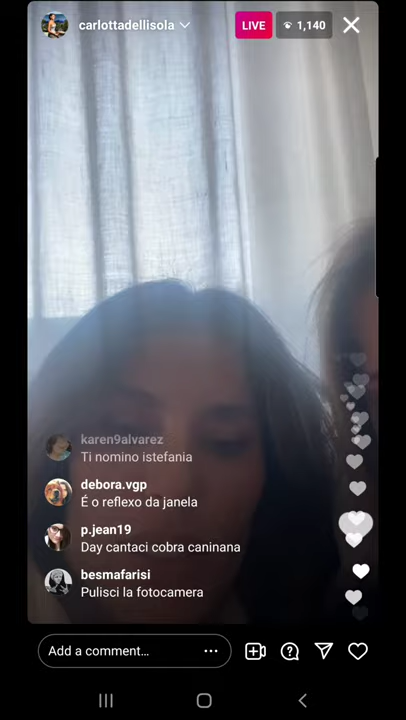 carlottadellisola
LIVE
1,140
karen9alvarez
Ti nomino istefania
debora.vgp
É o reflexo da janela
p.jean19
Day cantaci cobra caninana
besmafarisi
Pulisci la fotocamera
Add a comment...